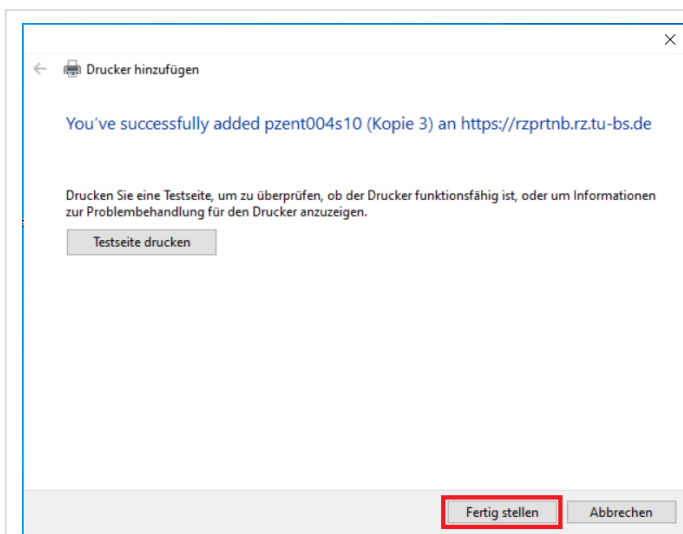 Drucker hinzufügen
You've successfully added pzent004s10 (Kopie 3) an https://rzprtnb.rz.tu-bs.de
Drucken Sie eine Testseite, um zu überprüfen, ob der Drucker funktionsfähig ist, oder um Informationen
zur Problembehandlung für den Drucker anzuzeigen.
Testseite drucken
Fertig stellen
Abbrechen